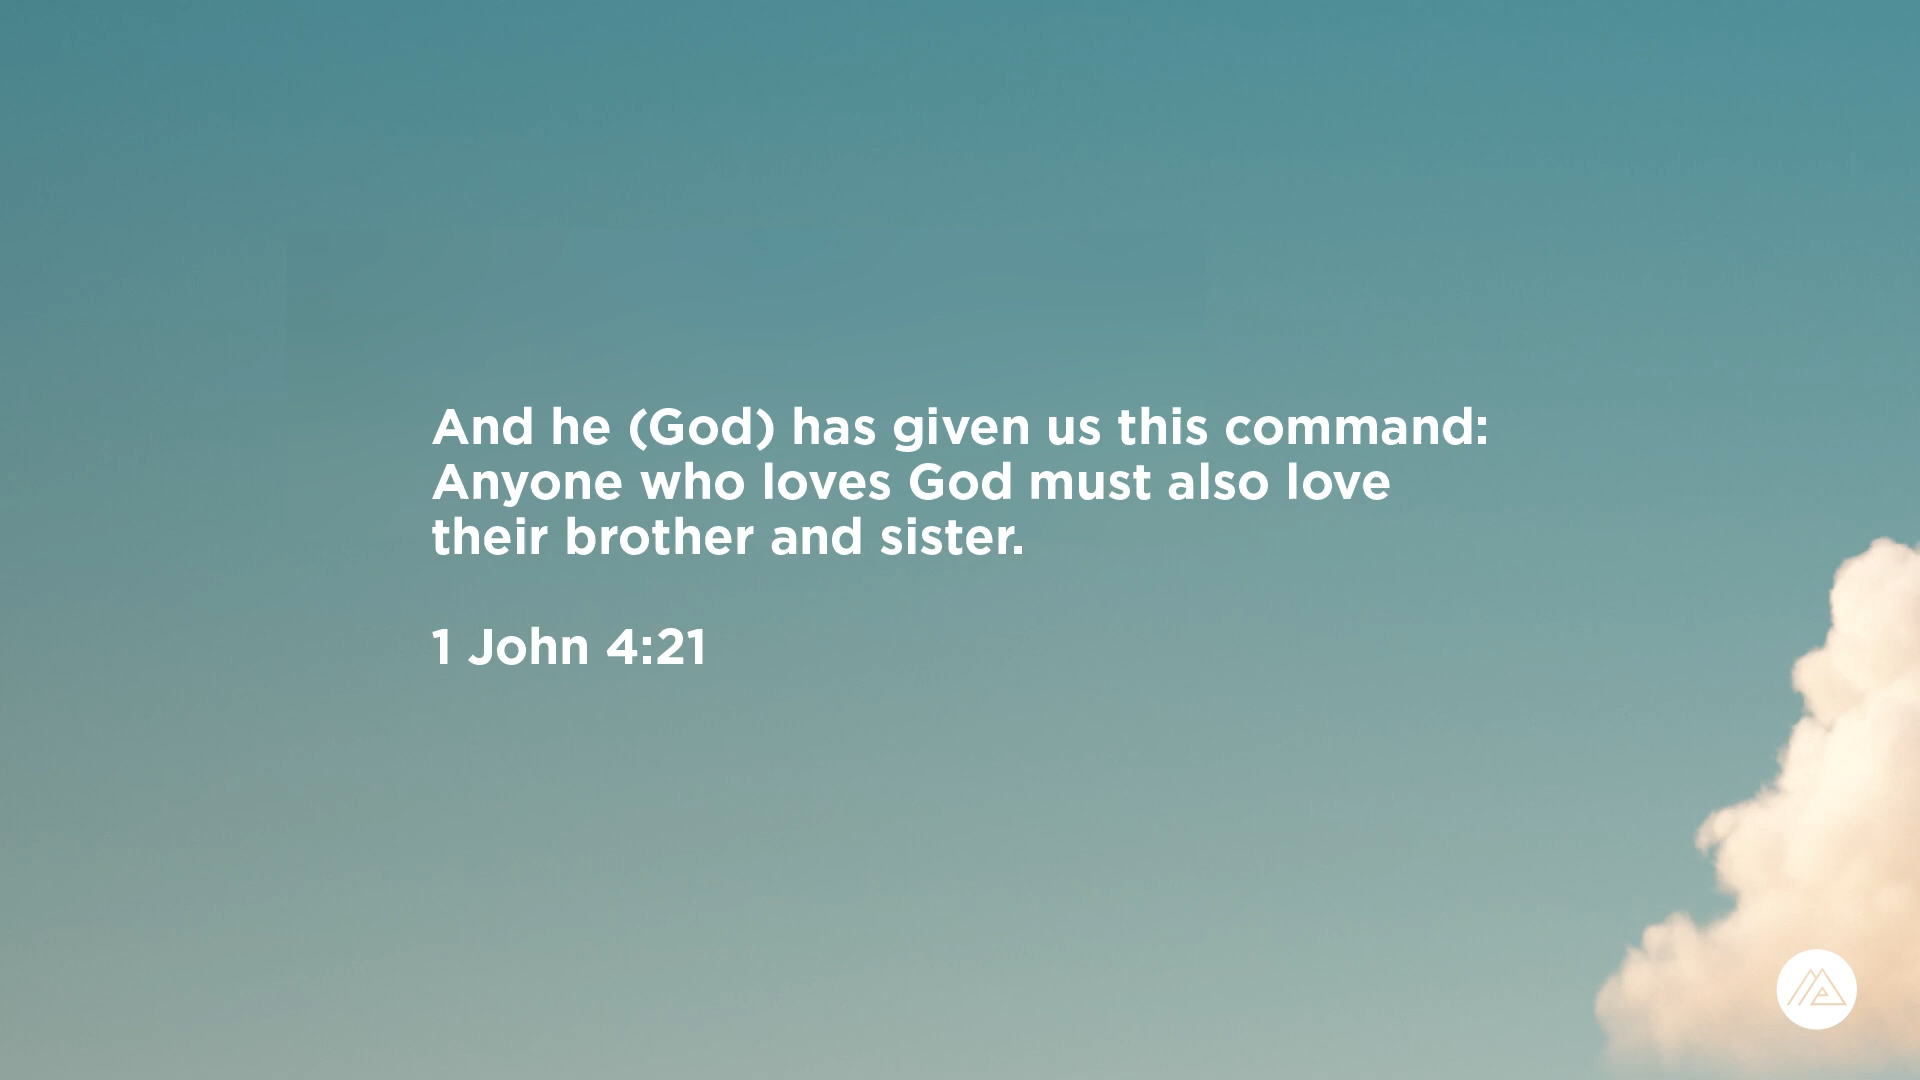 And he (God) has given us this command:
Anyone who loves God must also love
their brother and sister.
1 John 4:21